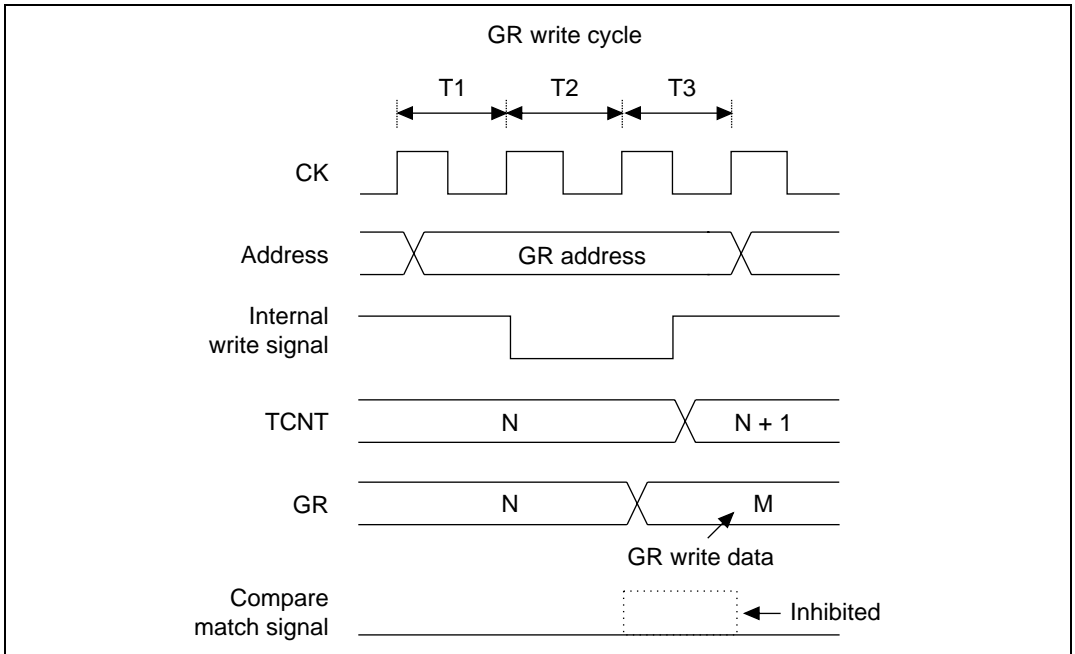 GR write cycle
T1 T2 T3
CK
Address GR address
Internal
write signal
TCNT N N + 1
GR N M
GR write data
Compare
match signal
Inhibited